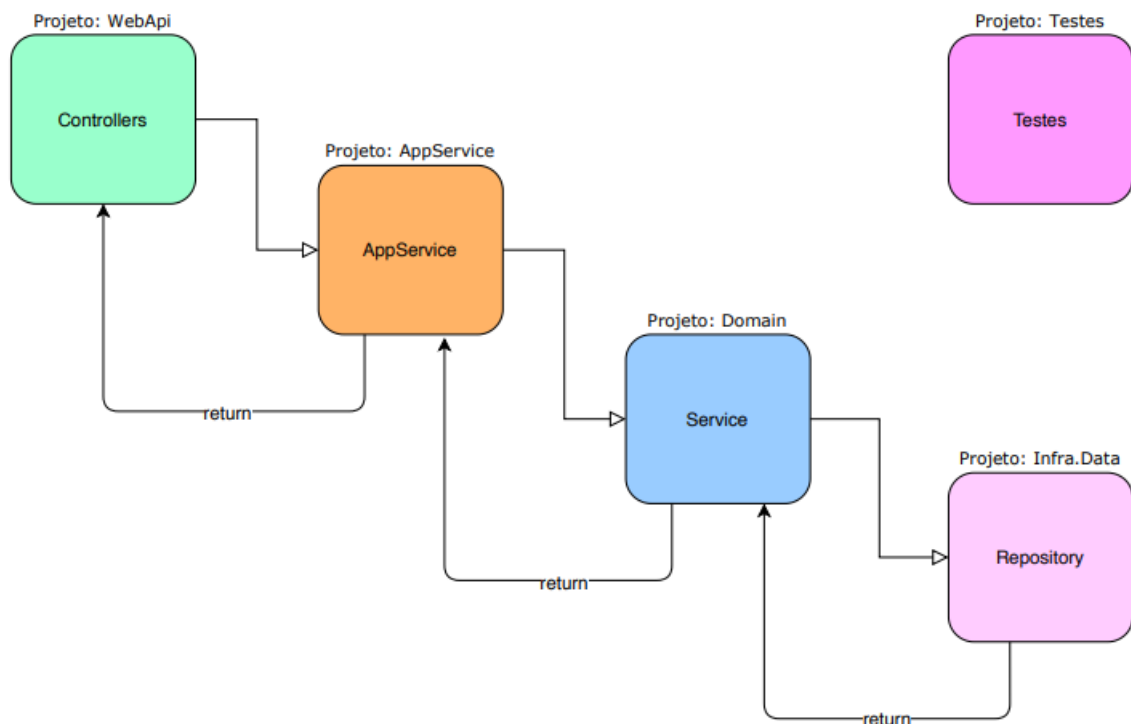 Projeto: WebApi
Controllers
Projeto: Testes
Testes
Projeto: AppService
AppService
return
Projeto: Domain
Service
return
Projeto: Infra.Data
Repository
return